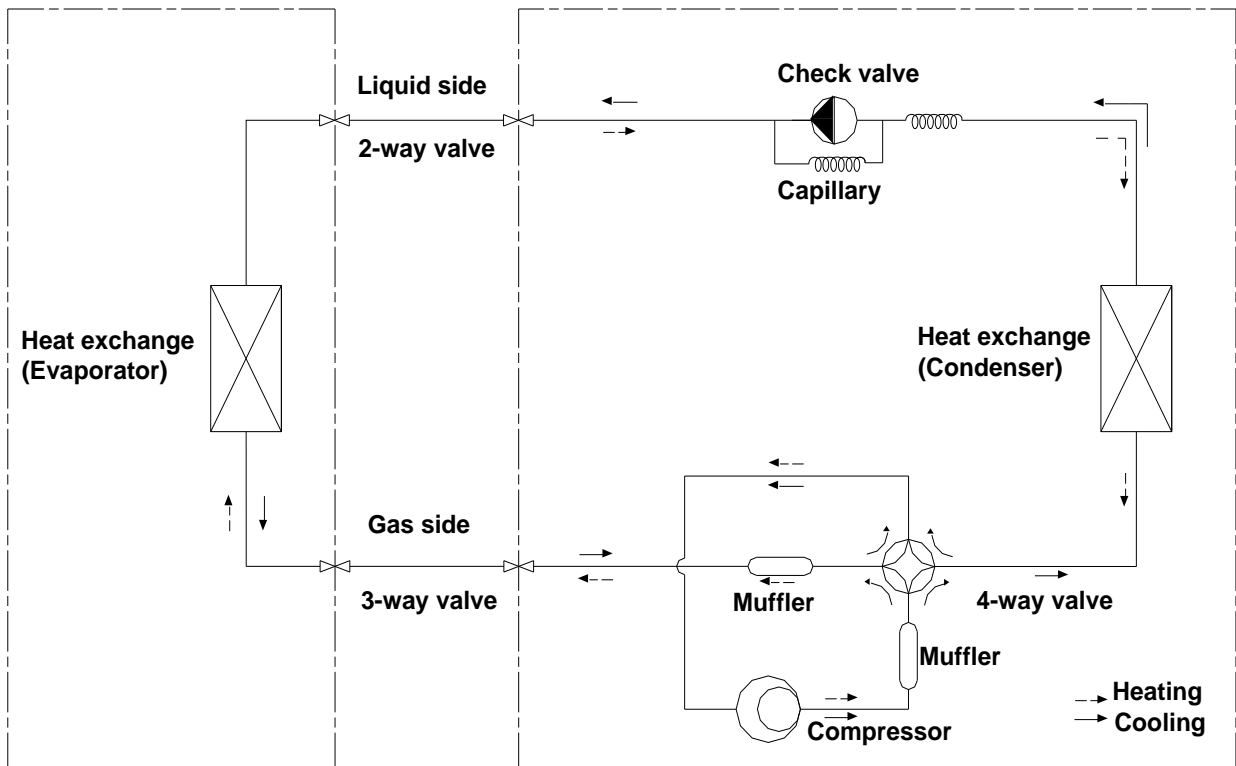 Check valve
Liquid side
2-way valve
Capillary
Heat exchange
(Evaporator)
Heat exchange
(Condenser)
Gas side
3-way valve
Muffler
4-way valve
Muffler
Compressor
Heating
Cooling